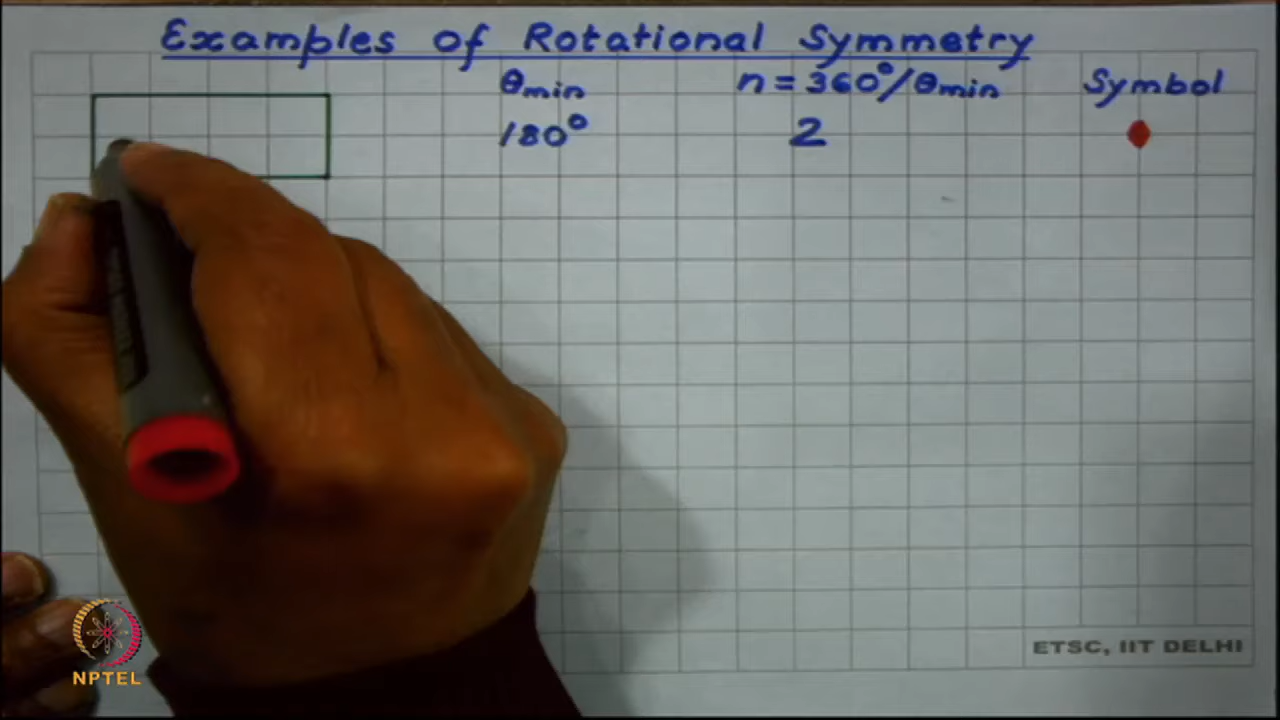 Examples of Rotational Symmetry
θmin n = 360°/θmin Symbol
180° 2
ETSC, IIT DELHI
NPTEL